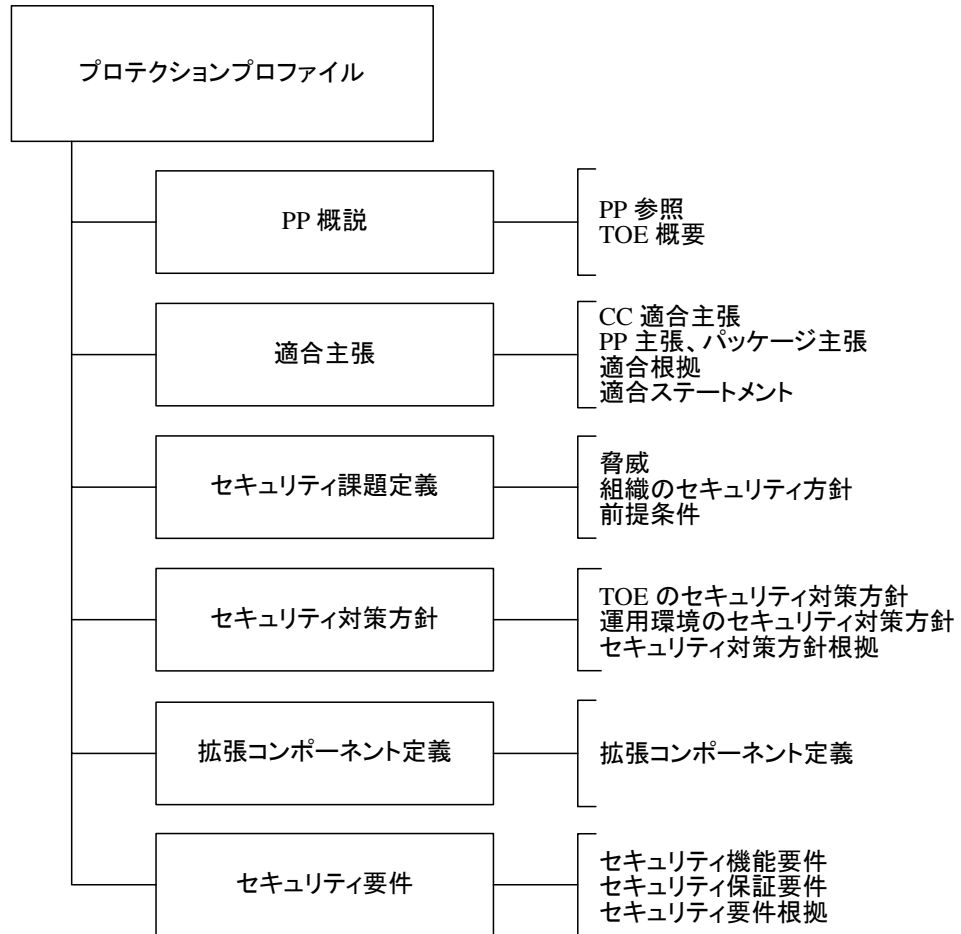 プロテクションプロファイル
PP 概説
PP 参照
TOE 概要
適合主張
CC 適合主張
PP 主張、パッケージ主張
適合根拠
適合ステートメント
セキュリティ課題定義
脅威
組織のセキュリティ方針
前提条件
セキュリティ対策方針
TOE のセキュリティ対策方針
運用環境のセキュリティ対策方針
セキュリティ対策方針根拠
拡張コンポーネント定義
拡張コンポーネント定義
セキュリティ要件
セキュリティ機能要件
セキュリティ保証要件
セキュリティ要件根拠